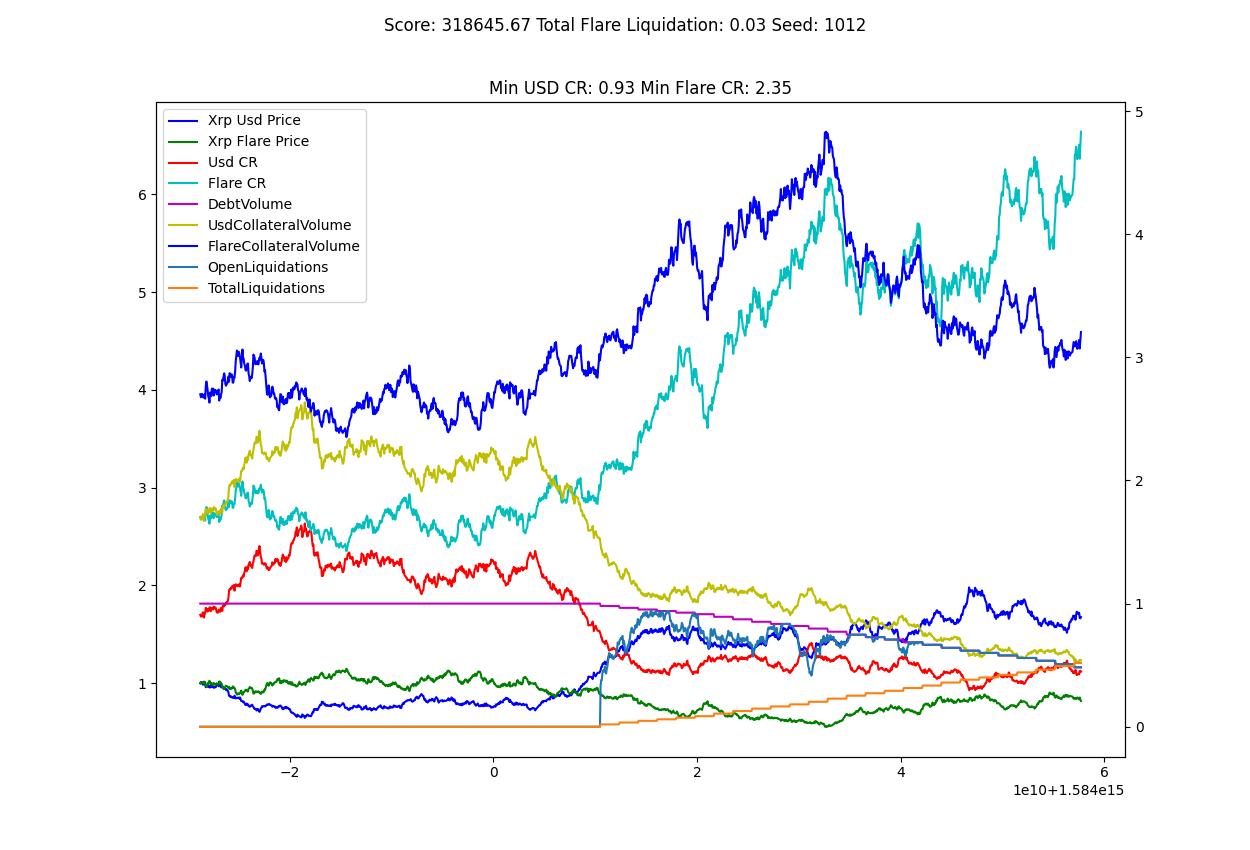 Score: 318645.67 Total Flare Liquidation: 0.03 Seed: 1012
Min USD CR: 0.93 Min Flare CR: 2.35
Xrp Usd Price
Xrp Flare Price
Usd CR
Flare CR
DebtVolume
UsdCollateralVolume
FlareCollateralVolume
OpenLiquidations
TotalLiquidations
6
5
4
3
2
1
5
4
3
2
1
0
−2
0
2
4
6
1e10+1.584e15